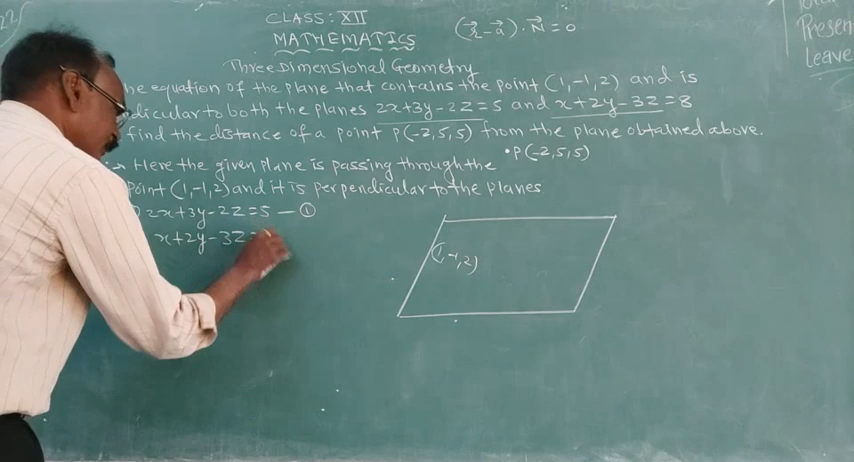 CLASS: XII
MATHEMATICS
(r⃗-a⃗).N⃗=0
Three Dimensional Geometry
he equation of the plane that contains the point (1,-1,2) and is
dicular to both the planes 2x+3y-2z=5 and x+2y-3z=8
find the distance of a point P(-2,5,5) from the plane obtained above.
Here the given plane is passing through the
point (1,-1,2) and it is perpendicular to the planes
2x+3y-2z=5 — ①
x+2y-3z=
•P(-2,5,5)
(1,-1,2)
Presen
Leave